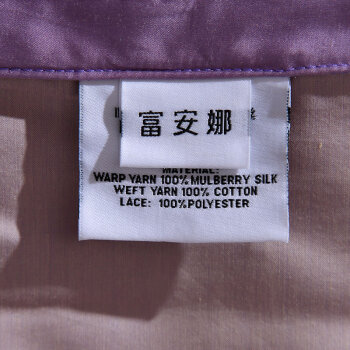 富安娜
MATERIAL:
WARP YARN 100% MULBERRY SILK
WEFT YARN 100% COTTON
LACE: 100%POLYESTER